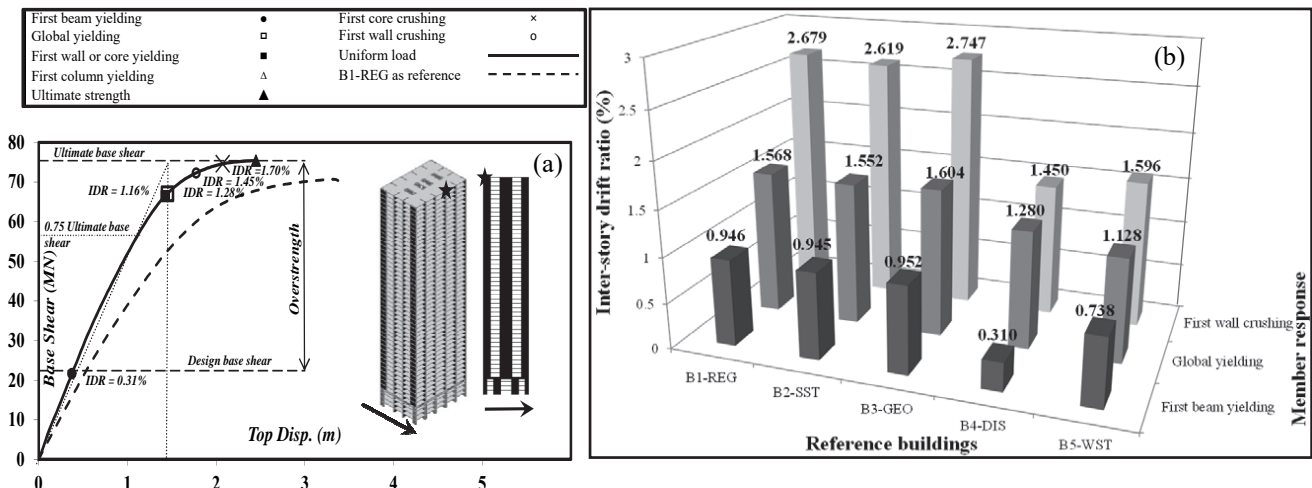 First beam yielding
Global yielding
First wall or core yielding
First column yielding
Ultimate strength
First core crushing
First wall crushing
Uniform load
B1-REG as reference
(a)
80
70
60
50
40
30
20
10
0
Base Shear (MN)
Ultimate base shear
IDR =1.70%
IDR = 1.45%
IDR = 1.16%
IDR = 1.28%
0.75 Ultimate base
shear
Overstrength
Design base shear
IDR = 0.31%
Top Disp. (m)
0 1 2 3 4 5
(b)
Inter-story drift ratio (%)
3
2.5
2
1.5
1
0.5
0
2.679 2.619 2.747
1.568 1.552 1.604 1.450 1.596
0.946 0.945 0.952 1.280 1.128
0.310 0.738
B1-REG
B2-SST
B3-GEO
B4-DIS
B5-WST
Reference buildings
First wall crushing
Global yielding
First beam yielding
Member response